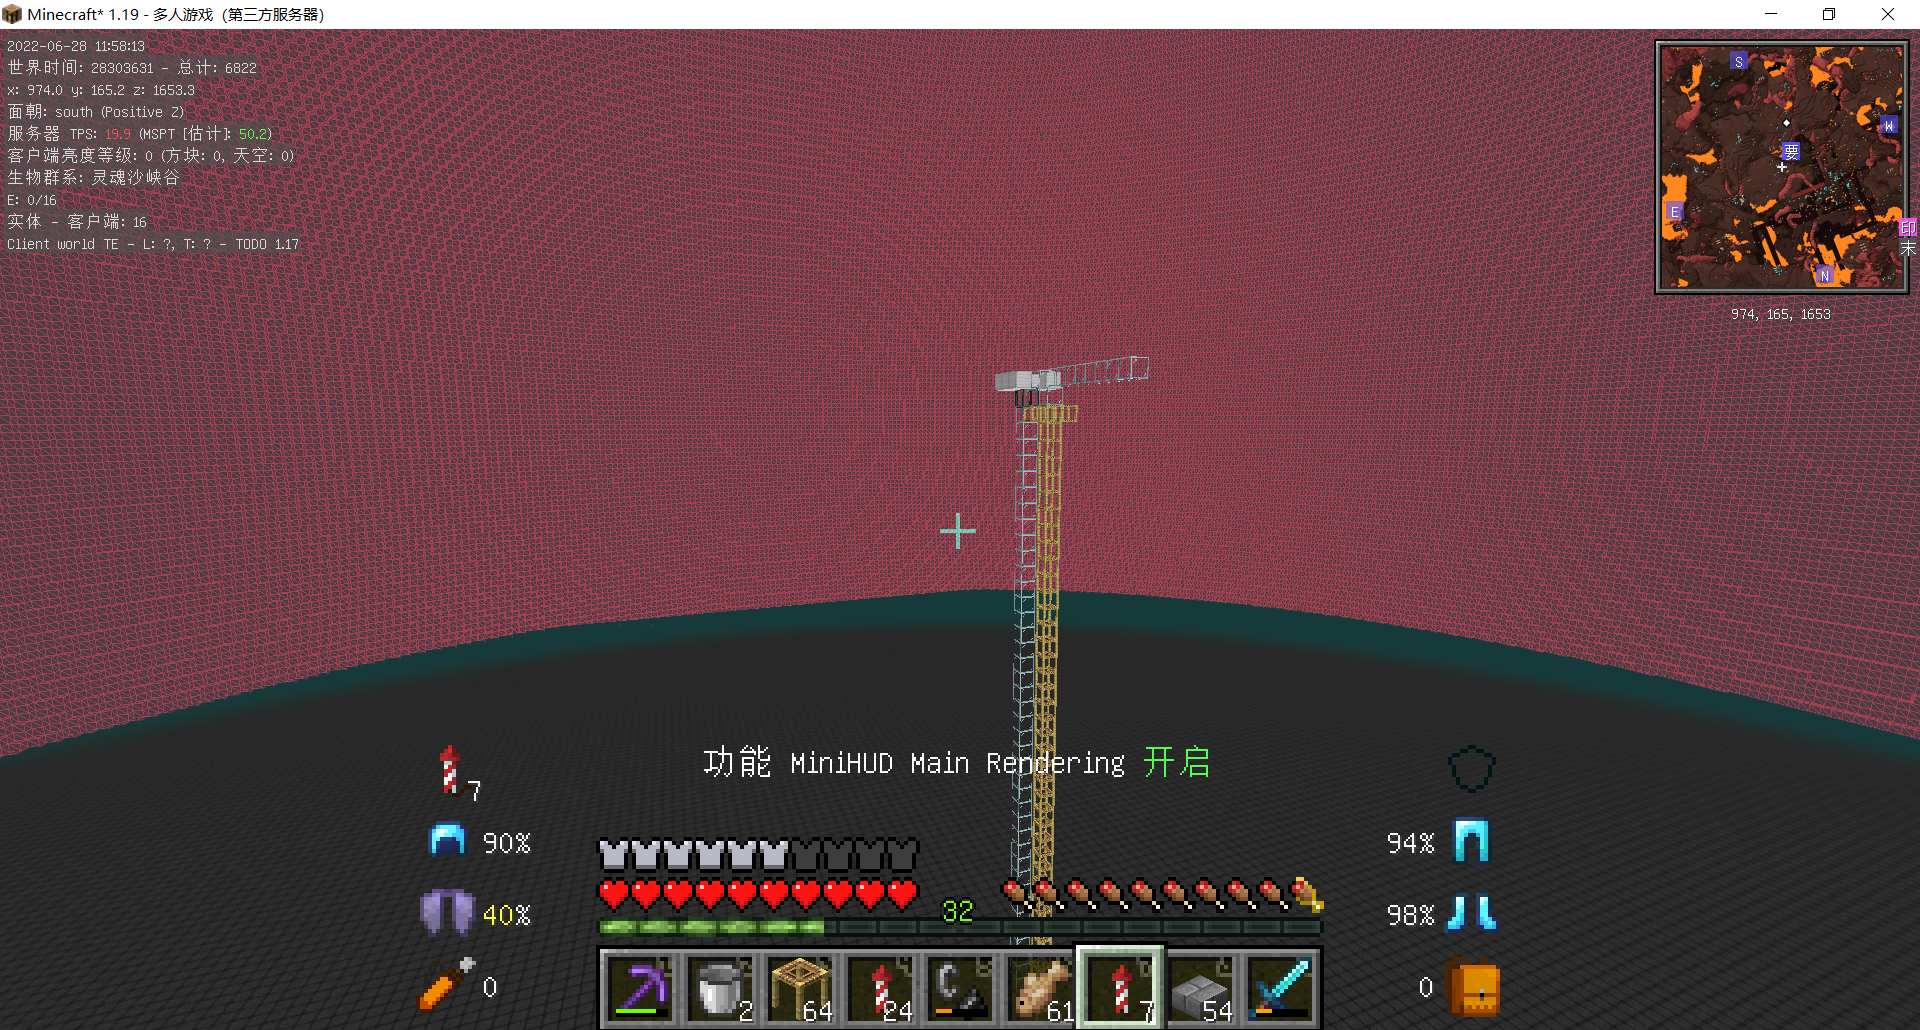 Minecraft* 1.19 - 多人游戏（第三方服务器）
2022-06-28 11:58:13
世界时间: 28303631 - 总计: 6822
x: 974.0 y: 165.2 z: 1653.3
面朝: south (Positive Z)
服务器 TPS: 19.9 (MSPT [估计]: 50.2)
客户端亮度等级: 0 (方块: 0, 天空: 0)
生物群系: 灵魂沙峡谷
E: 0/16
实体 - 客户端: 16
Client world TE - L: ?, T: ? - TODO 1.17
S
W
要
E
印
末
N
974, 165, 1653
功能 MiniHUD Main Rendering 开启
7
90%
94%
40%
32
98%
0
0
2
64
24
61
7
54